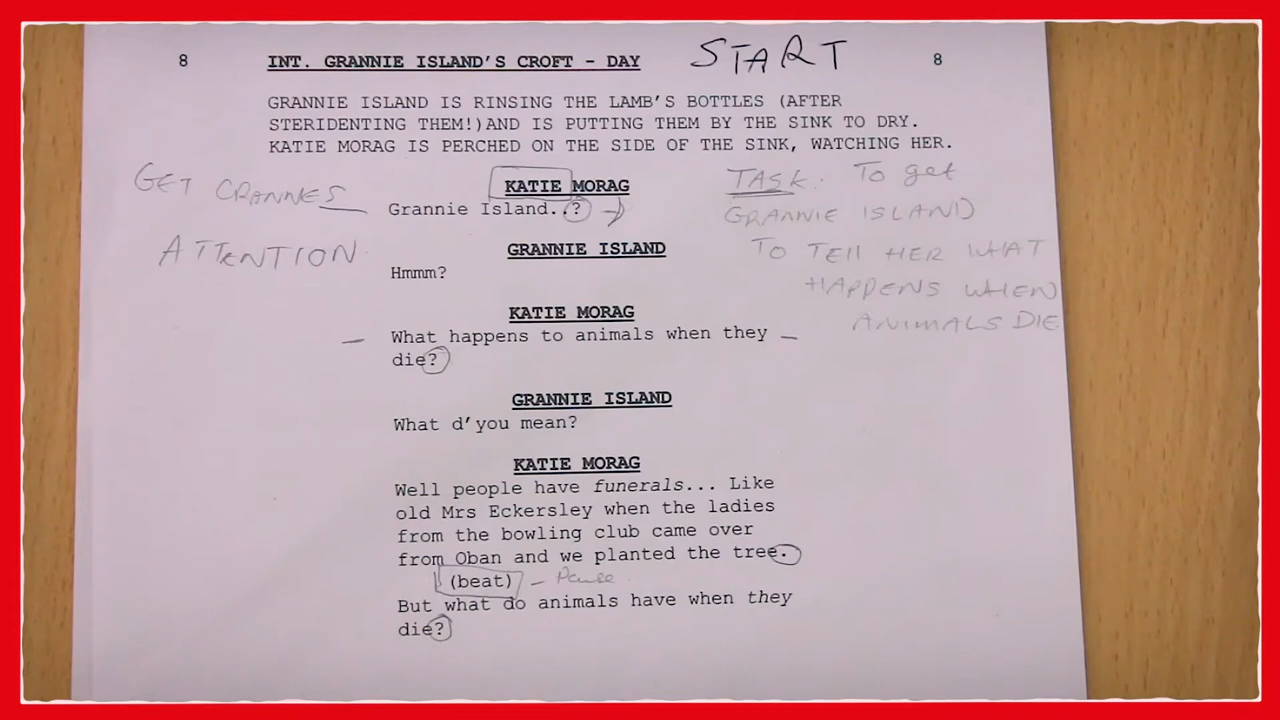 8 INT. GRANNIE ISLAND'S CROFT - DAY START 8
GRANNIE ISLAND IS RINSING THE LAMB'S BOTTLES (AFTER
STERIDENTING THEM!)AND IS PUTTING THEM BY THE SINK TO DRY.
KATIE MORAG IS PERCHED ON THE SIDE OF THE SINK, WATCHING HER.
GET GRANNES
ATTENTION
KATIE MORAG
Grannie Island..?
TASK: To get
GRANNIE ISLAND
TO TEll HER WHAT
HAPPENS WHEN
ANIMALS DIE
GRANNIE ISLAND
Hmmm?
KATIE MORAG
What happens to animals when they
die?
GRANNIE ISLAND
What d'you mean?
KATIE MORAG
Well people have funerals... Like
old Mrs Eckersley when the ladies
from the bowling club came over
from Oban and we planted the tree.
(beat) - Pause
But what do animals have when they
die?